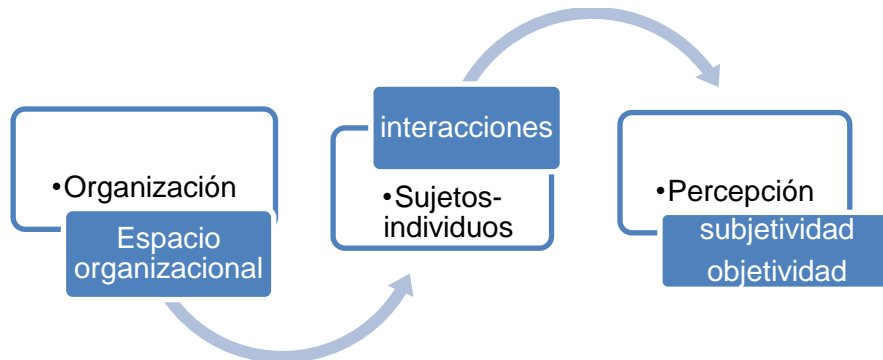 •Organización
Espacio
organizacional
interacciones
•Sujetos-
individuos
•Percepción
subjetividad
objetividad